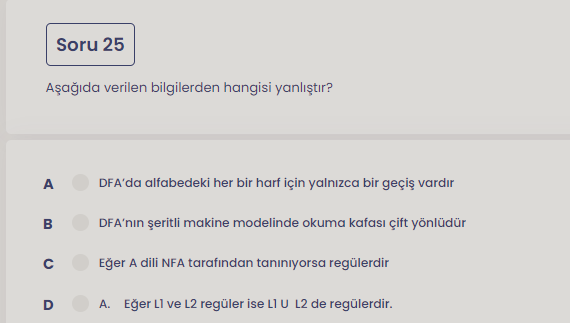 Soru 25
Aşağıda verilen bilgilerden hangisi yanlıştır?
A DFA'da alfabedeki her bir harf için yalnızca bir geçiş vardır
B DFA'nın şeritli makine modelinde okuma kafası çift yönlüdür
C Eğer A dili NFA tarafından tanınıyorsa regülerdir
D A. Eğer L1 ve L2 regüler ise L1 U L2 de regülerdir.